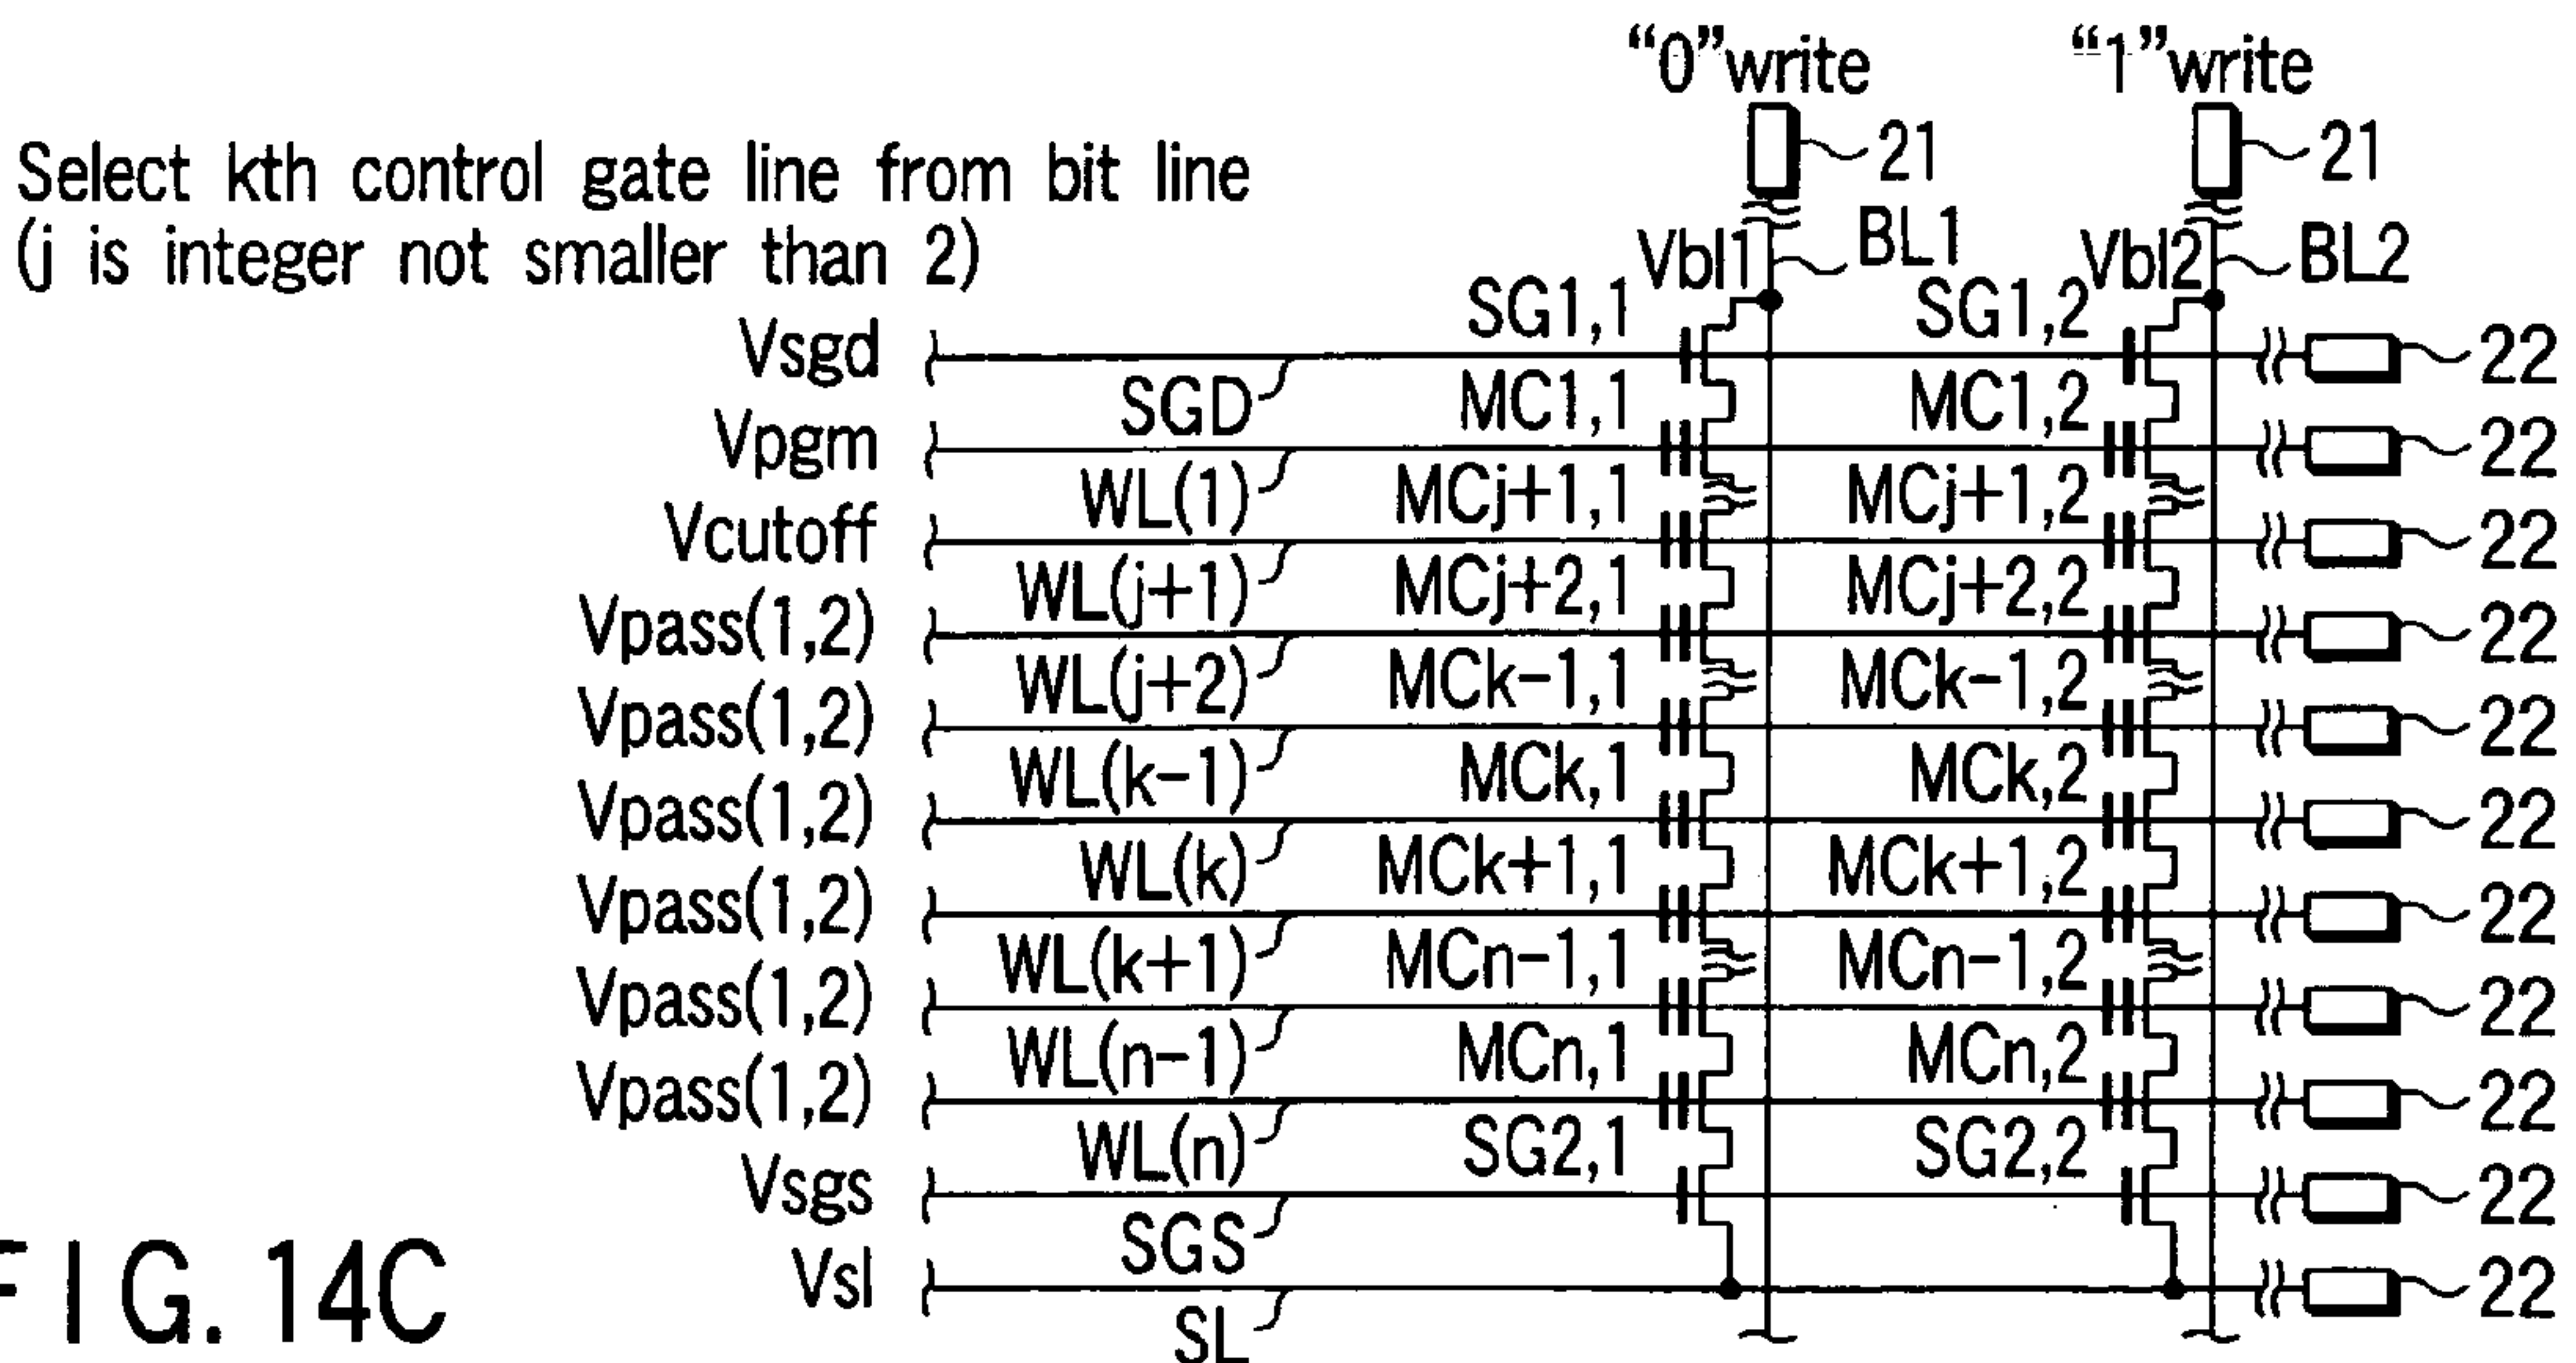 “0”write “1”write
21 21
Select kth control gate line from bit line
(j is integer not smaller than 2)
Vbl1 BL1 Vbl2 BL2
SG1,1 SG1,2
Vsgd 22
SGD MC1,1 MC1,2
Vpgm 22
WL(1) MCj+1,1 MCj+1,2
Vcutoff 22
WL(j+1) MCj+2,1 MCj+2,2
Vpass(1,2) 22
WL(j+2) MCk-1,1 MCk-1,2
Vpass(1,2) 22
WL(k-1) MCk,1 MCk,2
Vpass(1,2) 22
WL(k) MCk+1,1 MCk+1,2
Vpass(1,2) 22
WL(k+1) MCn-1,1 MCn-1,2
Vpass(1,2) 22
WL(n-1) MCn,1 MCn,2
Vpass(1,2) 22
WL(n) SG2,1 SG2,2
Vsgs 22
SGS
Vsl 22
SL
FIG. 14C